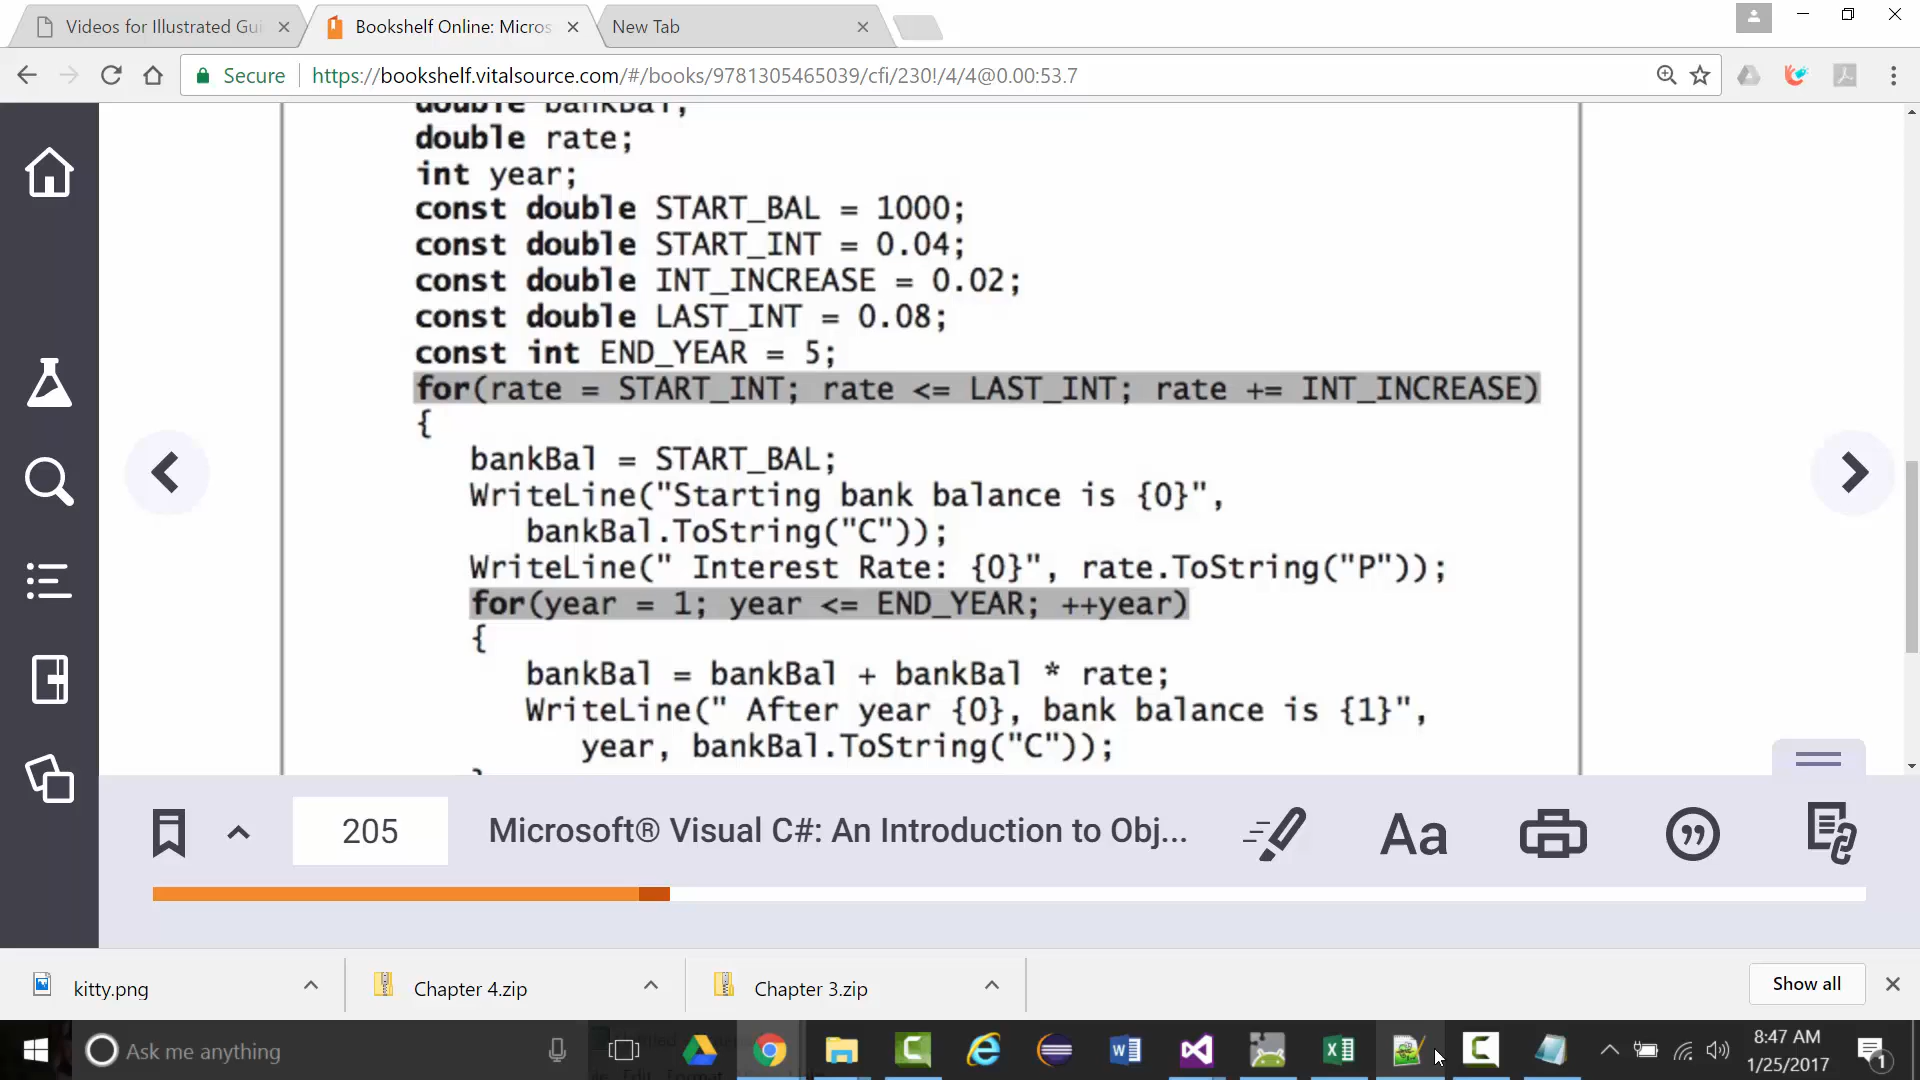 Videos for Illustrated Gui
Bookshelf Online: Micros
New Tab
Secure
https://bookshelf.vitalsource.com/#/books/9781305465039/cfi/230!/4/4@0.00:53.7
double bankBal;
double rate;
int year;
const double START_BAL = 1000;
const double START_INT = 0.04;
const double INT_INCREASE = 0.02;
const double LAST_INT = 0.08;
const int END_YEAR = 5;
for(rate = START_INT; rate <= LAST_INT; rate += INT_INCREASE)
{
bankBal = START_BAL;
WriteLine("Starting bank balance is {0}",
bankBal.ToString("C"));
WriteLine(" Interest Rate: {0}", rate.ToString("P"));
for(year = 1; year <= END_YEAR; ++year)
{
bankBal = bankBal + bankBal * rate;
WriteLine(" After year {0}, bank balance is {1}",
year, bankBal.ToString("C"));
205
Microsoft® Visual C#: An Introduction to Obj...
Aa
kitty.png
Chapter 4.zip
Chapter 3.zip
Show all
Ask me anything
8:47 AM
1/25/2017
1